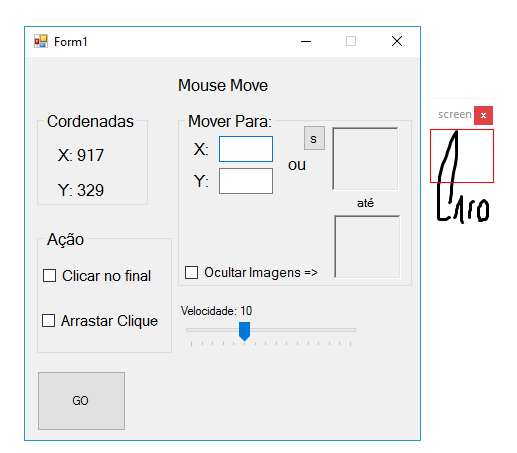 Form1
Mouse Move
Cordenadas
X: 917
Y: 329
Mover Para:
X:
Y:
s
ou
até
Ocultar Imagens =>
Ação
Clicar no final
Arrastar Clique
Velocidade: 10
GO
screen x